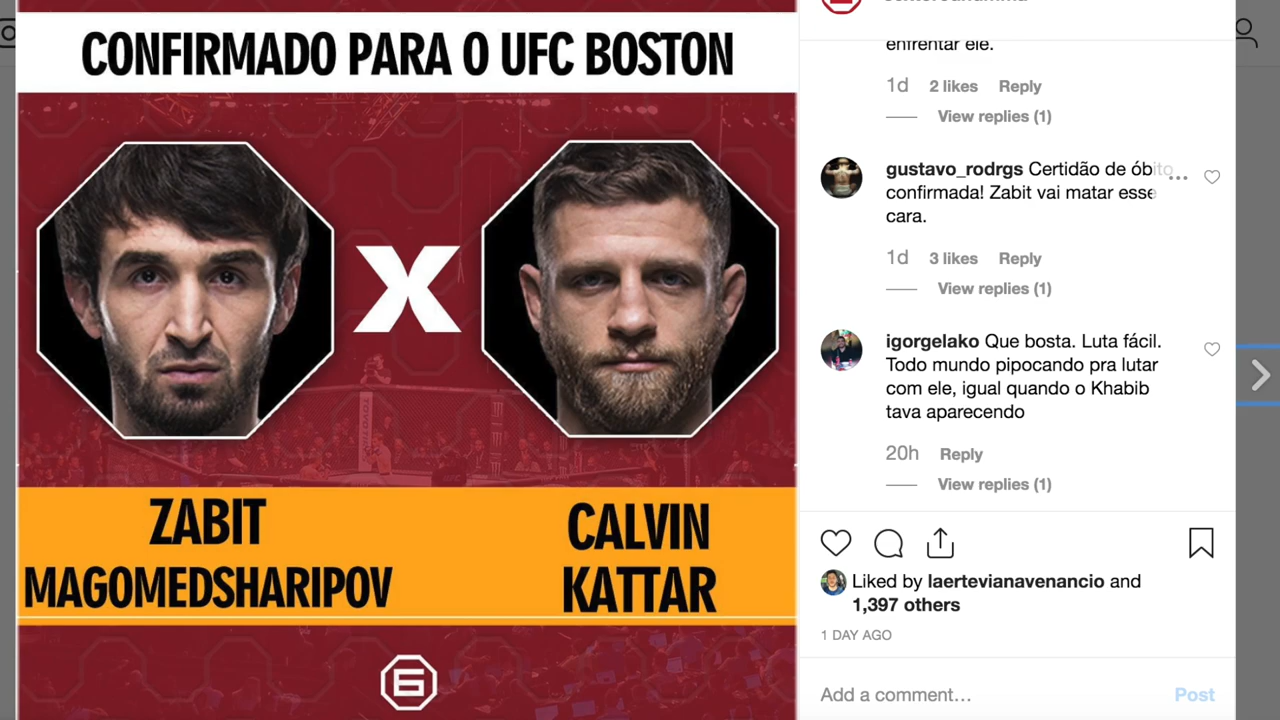 CONFIRMADO PARA O UFC BOSTON
X
ZABIT
MAGOMEDSHARIPOV
CALVIN
KATTAR
6
enfrentar ele.
1d 2 likes Reply
View replies (1)
gustavo_rodrgs Certidão de óbito
confirmada! Zabit vai matar esse
cara.
1d 3 likes Reply
View replies (1)
igorgelako Que bosta. Luta fácil.
Todo mundo pipocando pra lutar
com ele, igual quando o Khabib
tava aparecendo
20h Reply
View replies (1)
Liked by laertevianavenancio and
1,397 others
1 DAY AGO
Add a comment... Post